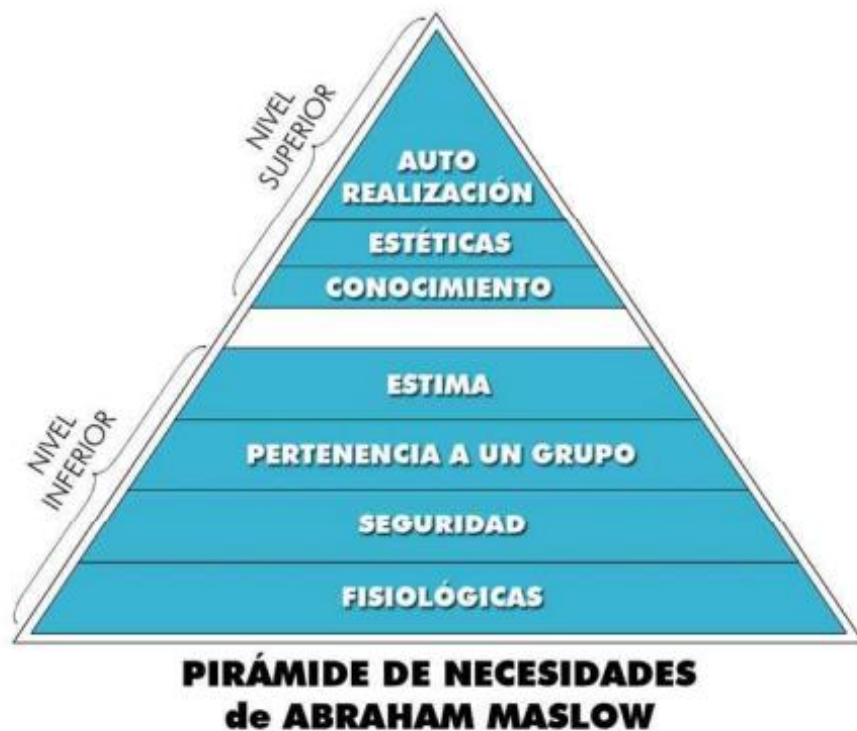 NIVEL
SUPERIOR
AUTO
REALIZACIÓN
ESTÉTICAS
CONOCIMIENTO
NIVEL
INFERIOR
ESTIMA
PERTENENCIA A UN GRUPO
SEGURIDAD
FISIOLÓGICAS
PIRÁMIDE DE NECESIDADES
de ABRAHAM MASLOW